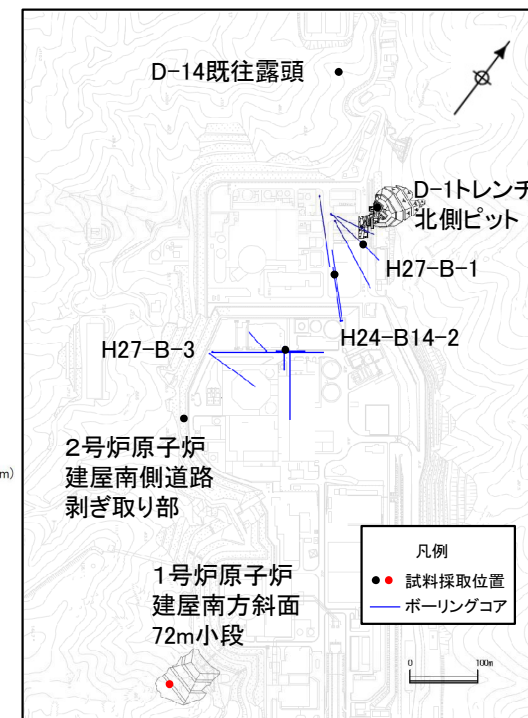 D-14既往露頭
D-1トレンチ
北側ピット
H27-B-1
H24-B14-2
H27-B-3
m)
2号炉原子炉
建屋南側道路
剥ぎ取り部
凡例
試料採取位置
ボーリングコア
1号炉原子炉
建屋南方斜面
72m小段
0 100m